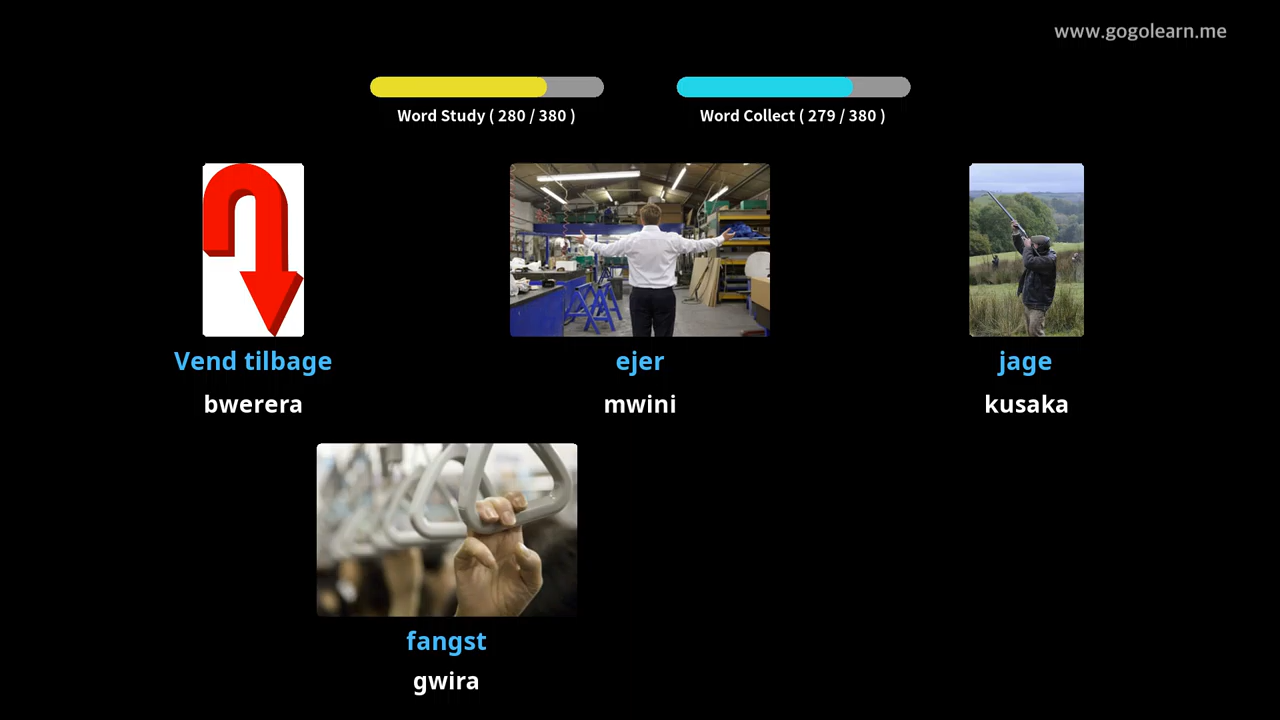 www.gogolearn.me
Word Study ( 280 / 380 )
Word Collect ( 279 / 380 )
Vend tilbage
ejer
jage
bwerera
mwini
kusaka
fangst
gwira